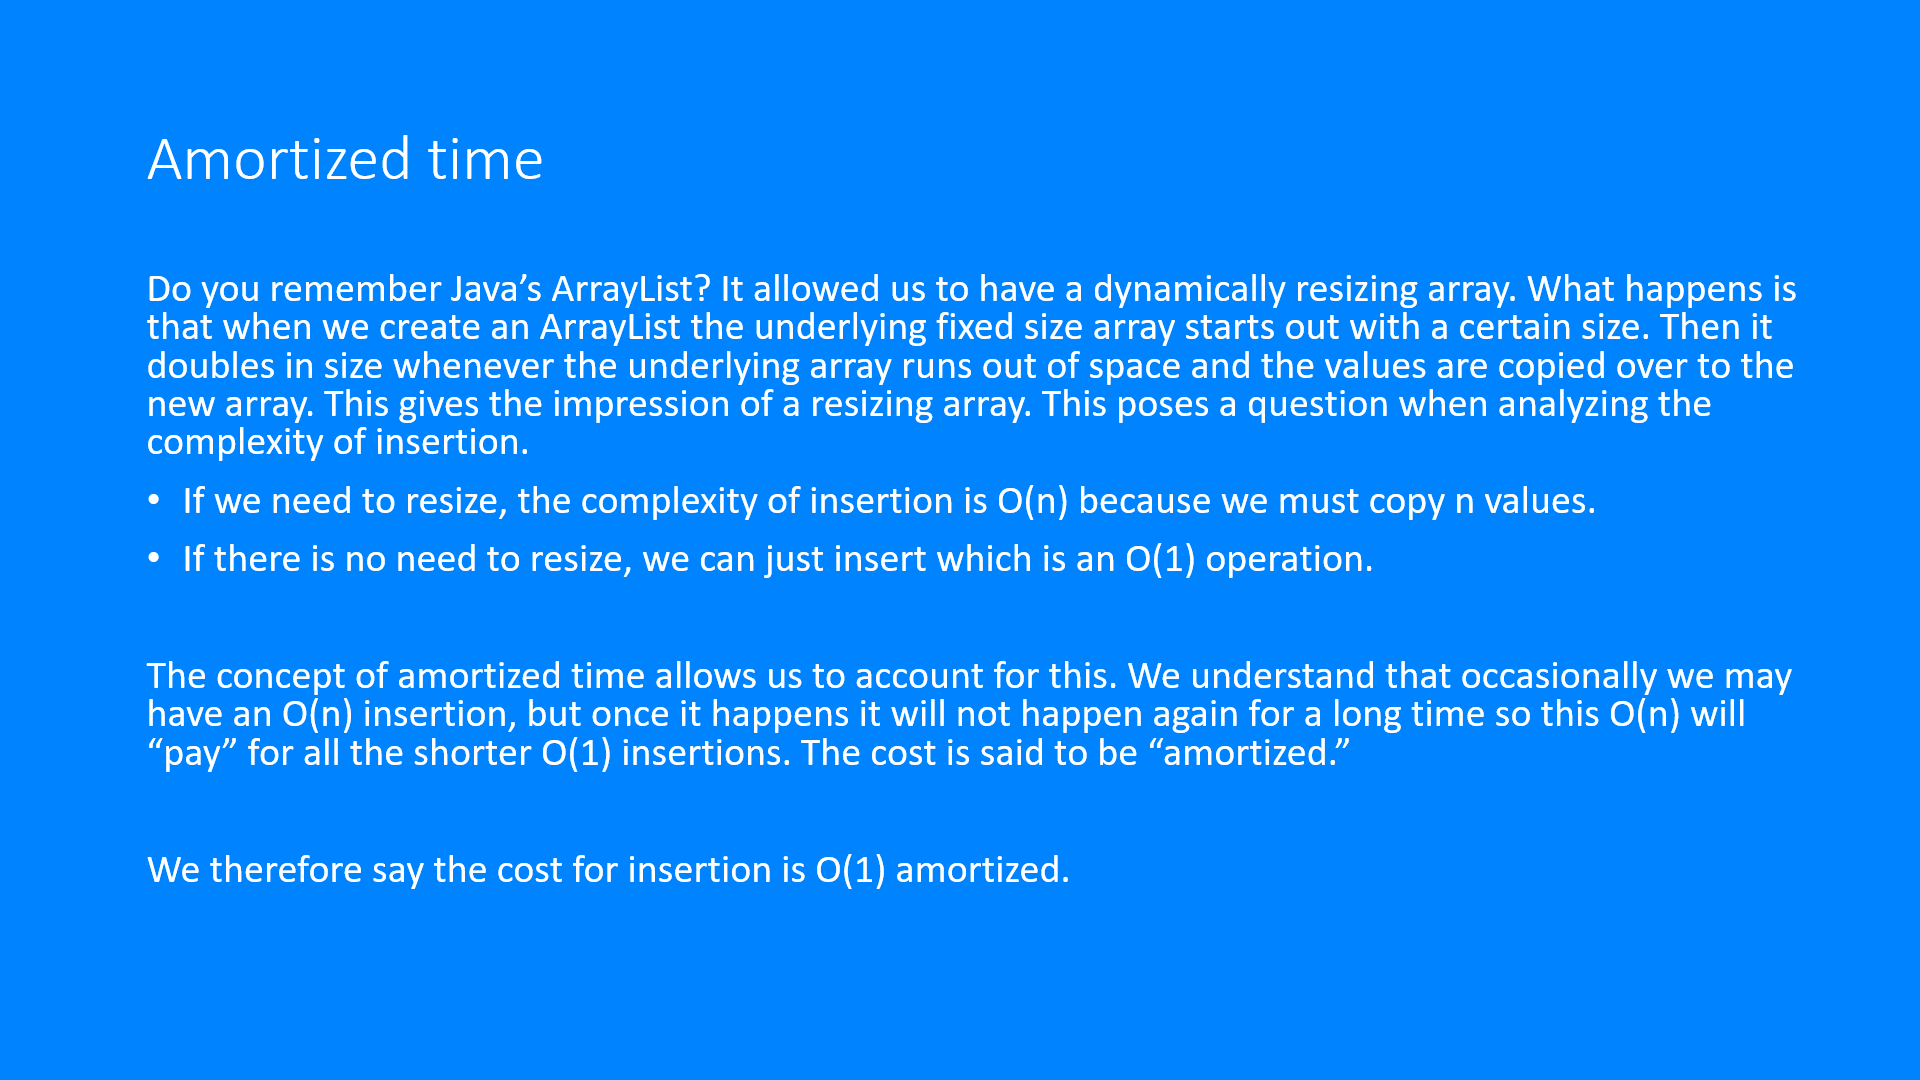 Amortized time
Do you remember Java’s ArrayList? It allowed us to have a dynamically resizing array. What happens is
that when we create an ArrayList the underlying fixed size array starts out with a certain size. Then it
doubles in size whenever the underlying array runs out of space and the values are copied over to the
new array. This gives the impression of a resizing array. This poses a question when analyzing the
complexity of insertion.
• If we need to resize, the complexity of insertion is O(n) because we must copy n values.
• If there is no need to resize, we can just insert which is an O(1) operation.
The concept of amortized time allows us to account for this. We understand that occasionally we may
have an O(n) insertion, but once it happens it will not happen again for a long time so this O(n) will
“pay” for all the shorter O(1) insertions. The cost is said to be “amortized.”
We therefore say the cost for insertion is O(1) amortized.